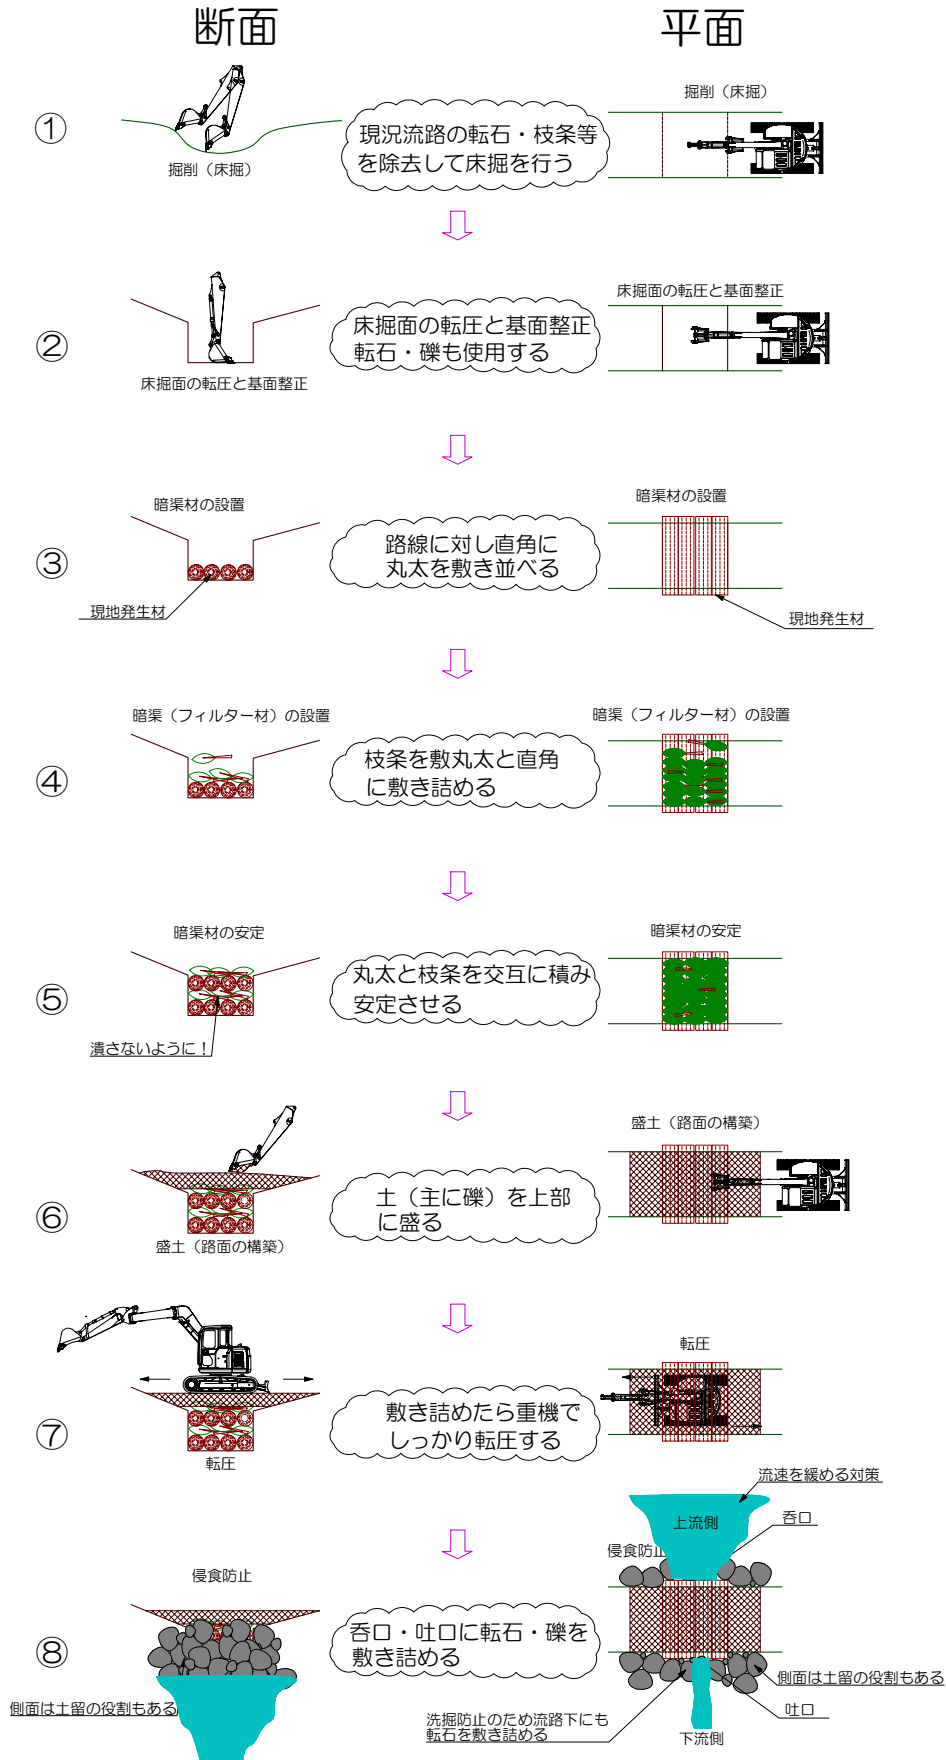 断面
平面
①
掘削（床掘）
現況流路の転石・枝条等
を除去して床掘を行う
掘削（床掘）
②
床掘面の転圧と基面整正
床掘面の転圧と基面整正
転石・礫も使用する
床掘面の転圧と基面整正
③
暗渠材の設置
現地発生材
路線に対し直角に
丸太を敷き並べる
暗渠材の設置
現地発生材
④
暗渠（フィルター材）の設置
枝条を敷丸太と直角
に敷き詰める
暗渠（フィルター材）の設置
⑤
暗渠材の安定
潰さないように！
丸太と枝条を交互に積み
安定させる
暗渠材の安定
⑥
盛土（路面の構築）
土（主に礫）を上部
に盛る
盛土（路面の構築）
⑦
転圧
敷き詰めたら重機で
しっかり転圧する
転圧
⑧
侵食防止
側面は土留の役割もある
呑口・吐口に転石・礫を
敷き詰める
流速を緩める対策
上流側
呑口
侵食防止
側面は土留の役割もある
吐口
洗掘防止のため流路下にも
転石を敷き詰める
下流側